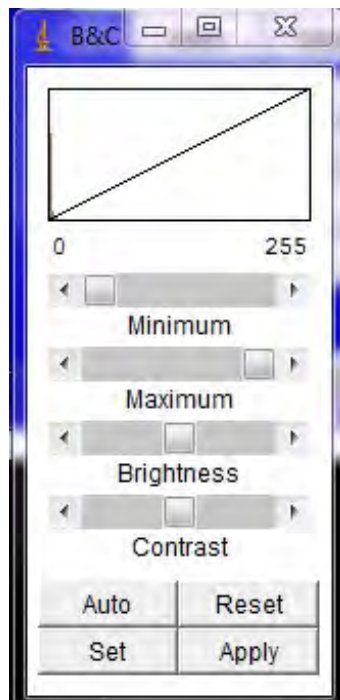 B&C
0 255
Minimum
Maximum
Brightness
Contrast
Auto Reset
Set Apply